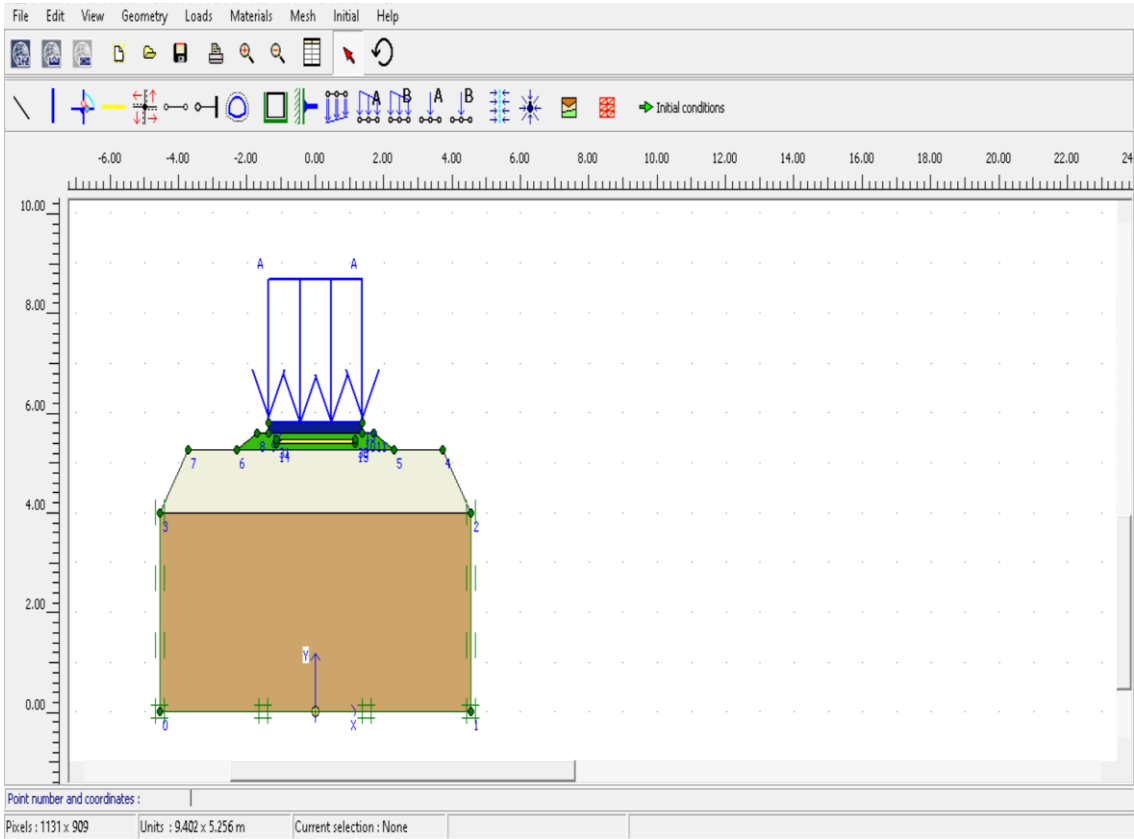 File Edit View Geometry Loads Materials Mesh Initial Help
A B A B Initial conditions
-6.00 -4.00 -2.00 0.00 2.00 4.00 6.00 8.00 10.00 12.00 14.00 16.00 18.00 20.00 22.00 24
10.00
A A
8.00
6.00
8 11
7 6 5 4
4.00
3 2
2.00
Y
0.00
0 X 1
Point number and coordinates :
Pixels : 1131 x 909 Units : 9.402 x 5.256 m Current selection : None